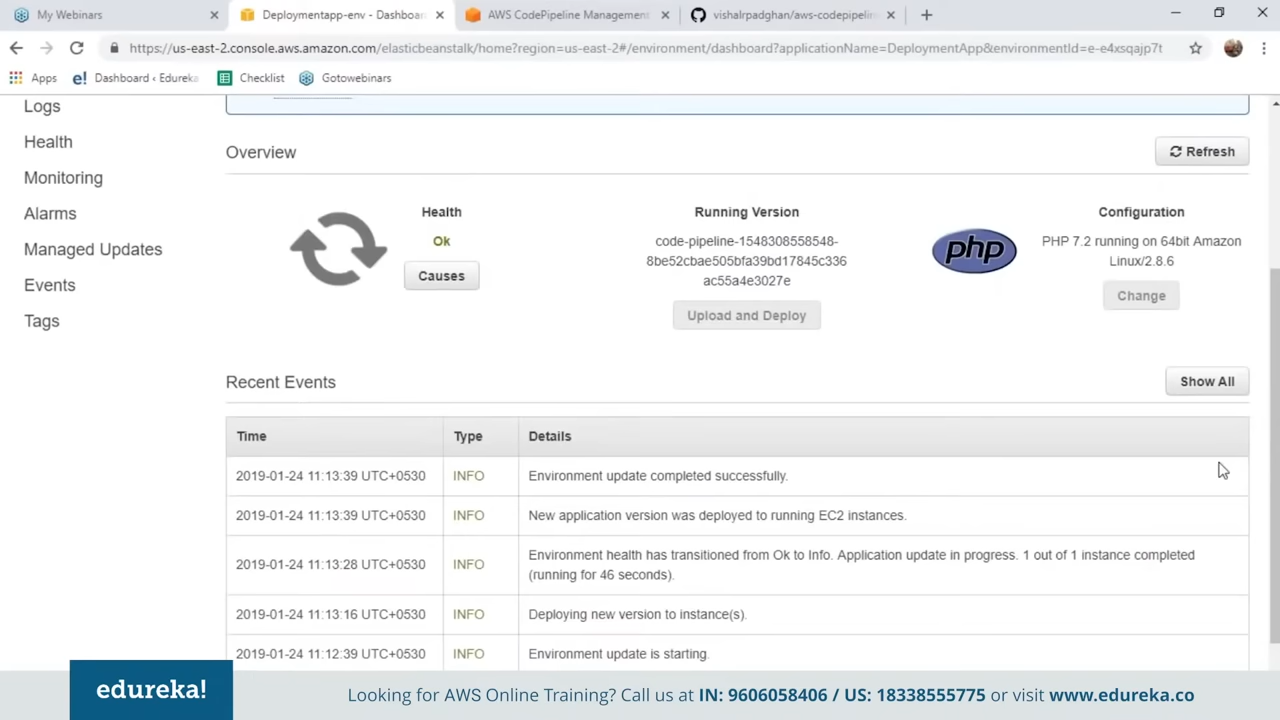 My Webinars
Deploymentapp-env - Dashboar
AWS CodePipeline Management
vishalrpadghan/aws-codepipelin
https://us-east-2.console.aws.amazon.com/elasticbeanstalk/home?region=us-east-2#/environment/dashboard?applicationName=DeploymentApp&environmentId=e-e4xsqajp7t
Apps
e! Dashboard ‹ Edureka
Checklist
Gotowebinars
Logs
Health
Monitoring
Alarms
Managed Updates
Events
Tags
Overview
Refresh
Health
Ok
Causes
Running Version
code-pipeline-1548308558548-
8be52cbae505bfa39bd17845c336
ac55a4e3027e
Upload and Deploy
php
Configuration
PHP 7.2 running on 64bit Amazon
Linux/2.8.6
Change
Recent Events
Show All
Time Type Details
2019-01-24 11:13:39 UTC+0530 INFO Environment update completed successfully.
2019-01-24 11:13:39 UTC+0530 INFO New application version was deployed to running EC2 instances.
2019-01-24 11:13:28 UTC+0530 INFO Environment health has transitioned from Ok to Info. Application update in progress. 1 out of 1 instance completed
(running for 46 seconds).
2019-01-24 11:13:16 UTC+0530 INFO Deploying new version to instance(s).
2019-01-24 11:12:39 UTC+0530 INFO Environment update is starting.
edureka!
Looking for AWS Online Training? Call us at IN: 9606058406 / US: 18338555775 or visit www.edureka.co